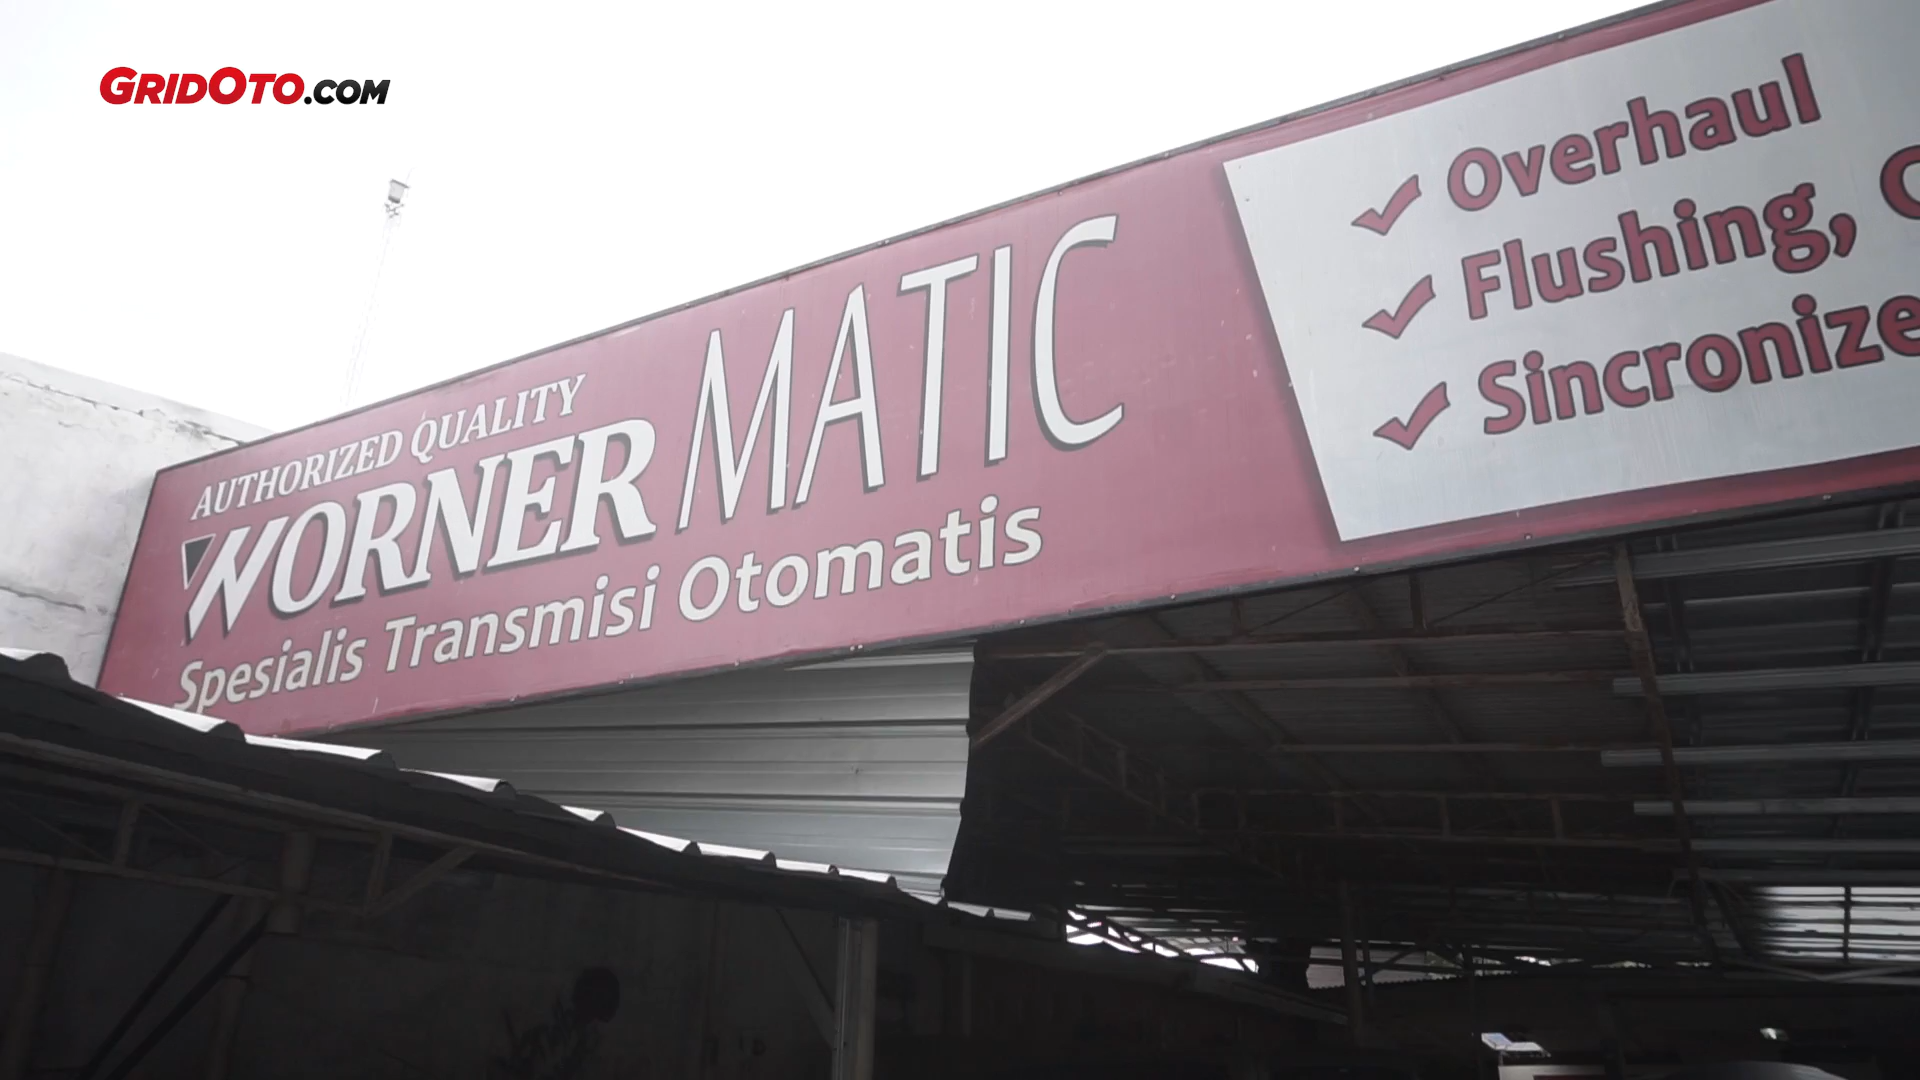 GRIDOTO.COM
AUTHORIZED QUALITY
WORNER MATIC
Spesialis Transmisi Otomatis
✓ Overhaul
✓ Flushing,
✓ Sincronize